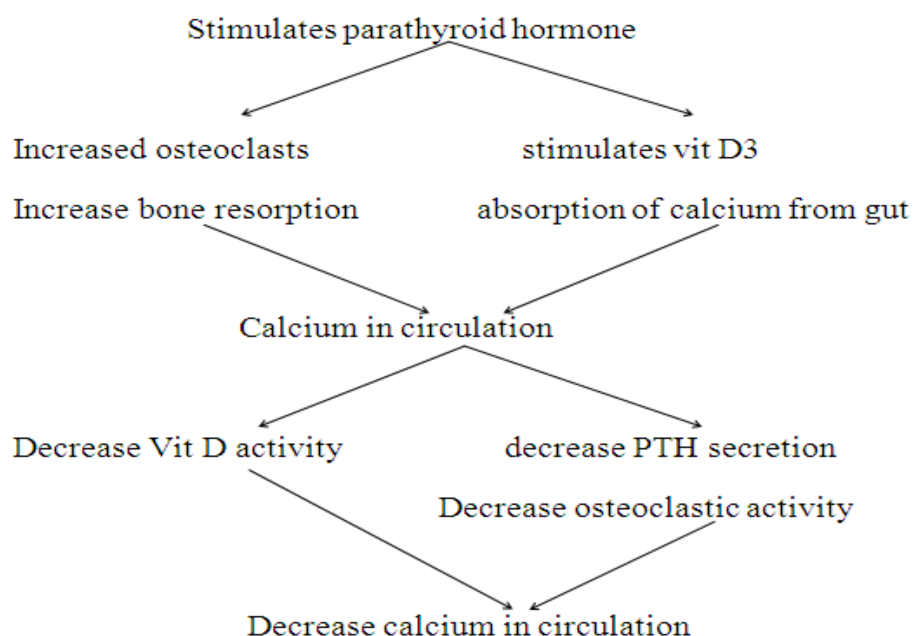 Stimulates parathyroid hormone
Increased osteoclasts
stimulates vit D3
Increase bone resorption
absorption of calcium from gut
Calcium in circulation
Decrease Vit D activity
decrease PTH secretion
Decrease osteoclastic activity
Decrease calcium in circulation